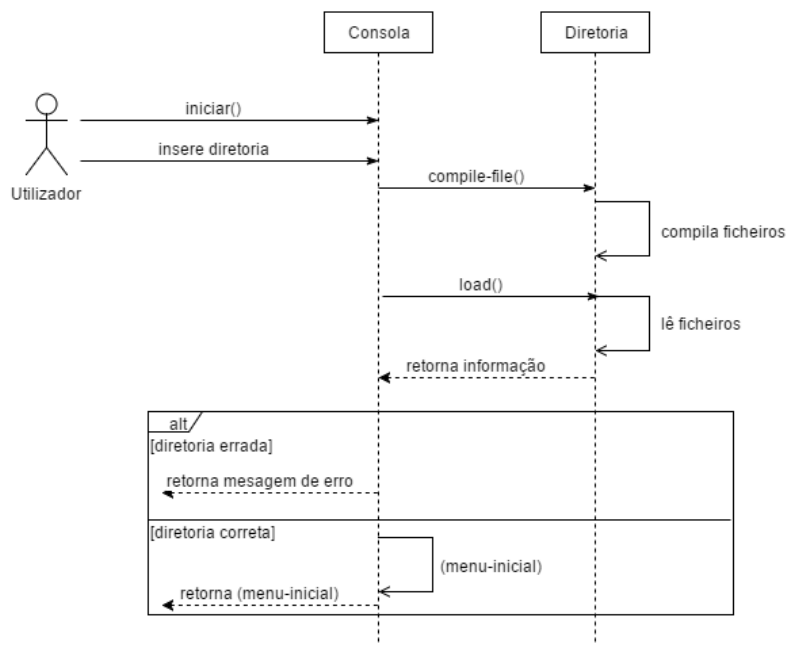 Consola
Diretoria
iniciar()
insere diretoria
Utilizador
compile-file()
compila ficheiros
load()
lê ficheiros
retorna informação
alt
[diretoria errada]
retorna mesagem de erro
[diretoria correta]
(menu-inicial)
retorna (menu-inicial)